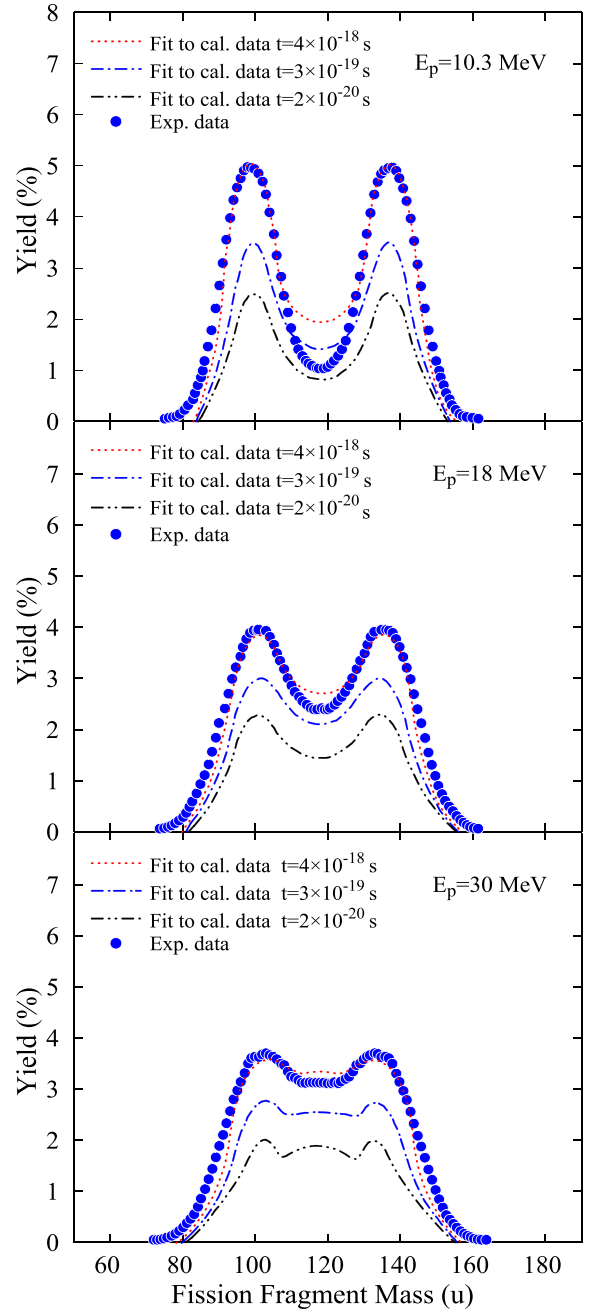 8
Fit to cal. data t=4×10⁻¹⁸ s
Fit to cal. data t=3×10⁻¹⁹ s
Eₚ=10.3 MeV
Fit to cal. data t=2×10⁻²⁰ s
Exp. data
7
6
5
4
3
2
1
0
Yield (%)
Fit to cal. data t=4×10⁻¹⁸ s
Fit to cal. data t=3×10⁻¹⁹ s
Eₚ=18 MeV
Fit to cal. data t=2×10⁻²⁰ s
Exp. data
7
6
5
4
3
2
1
0
Yield (%)
Fit to cal. data t=4×10⁻¹⁸ s
Fit to cal. data t=3×10⁻¹⁹ s
Eₚ=30 MeV
Fit to cal. data t=2×10⁻²⁰ s
Exp. data
7
6
5
4
3
2
1
0
Yield (%)
60 80 100 120 140 160 180
Fission Fragment Mass (u)